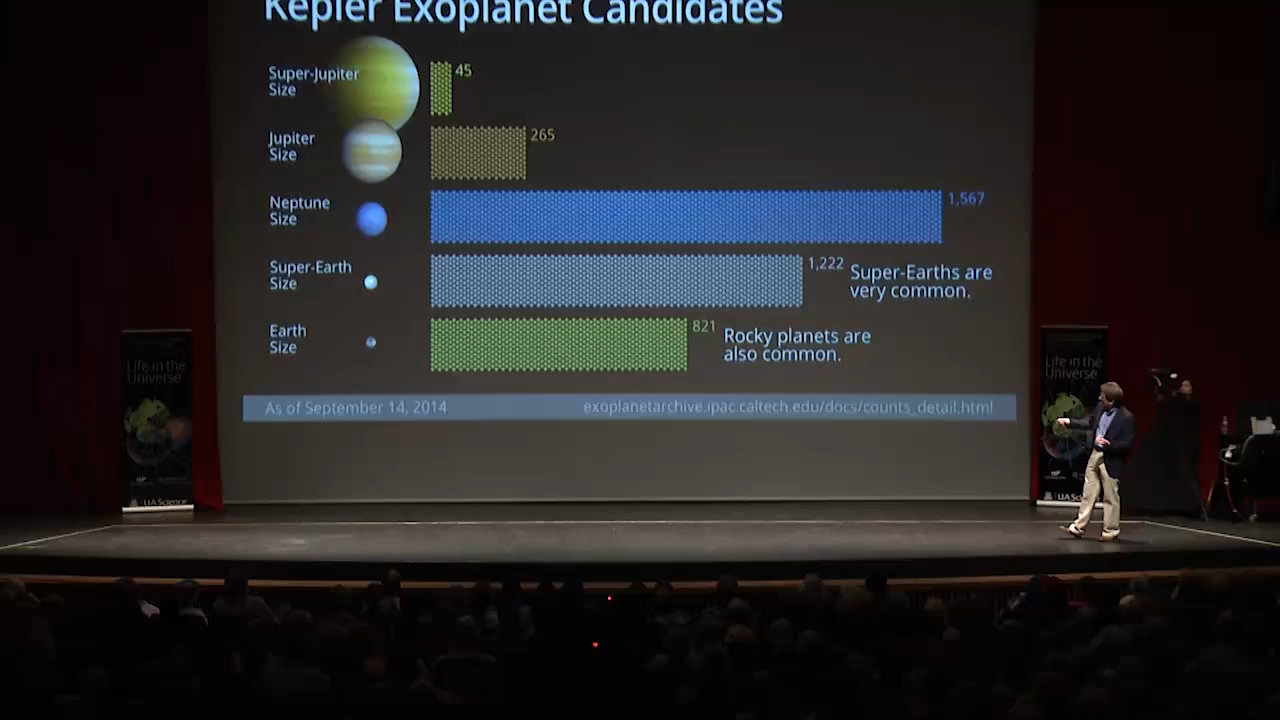 Kepler Exoplanet Candidates
Super-Jupiter
Size
45
Jupiter
Size
265
Neptune
Size
1,567
Super-Earth
Size
1,222
Super-Earths are
very common.
Earth
Size
821
Rocky planets are
also common.
As of September 14, 2014
exoplanetarchive.ipac.caltech.edu/docs/counts_detail.html
Life in the
Universe
UA Science
Life in the
Universe
UA Sci